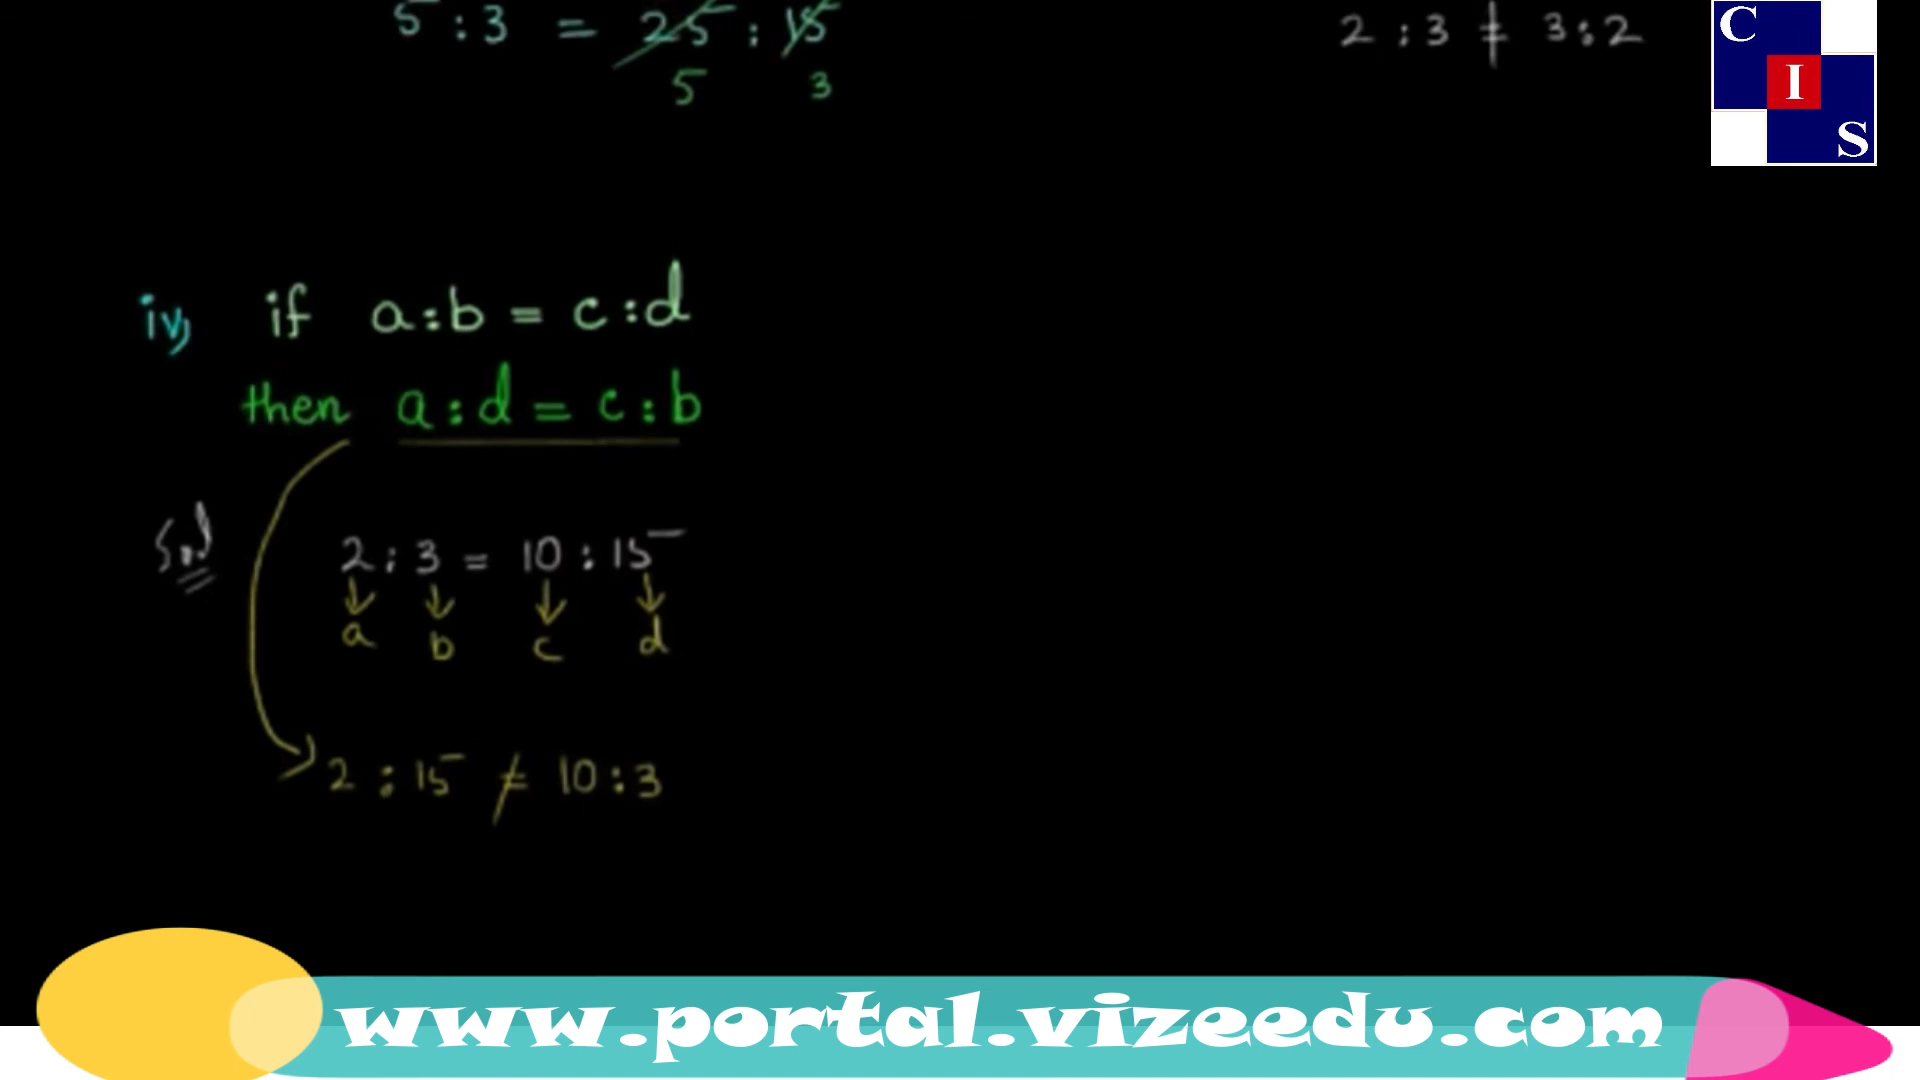 5 : 3 = 25 : 15
2 : 3 ≠ 3 : 2
5 3
C
I
S
iv) if a : b = c : d
then a : d = c : b
Sol
2 : 3 = 10 : 15
a b c d
2 : 15 ≠ 10 : 3
www.portal.vizeedu.com